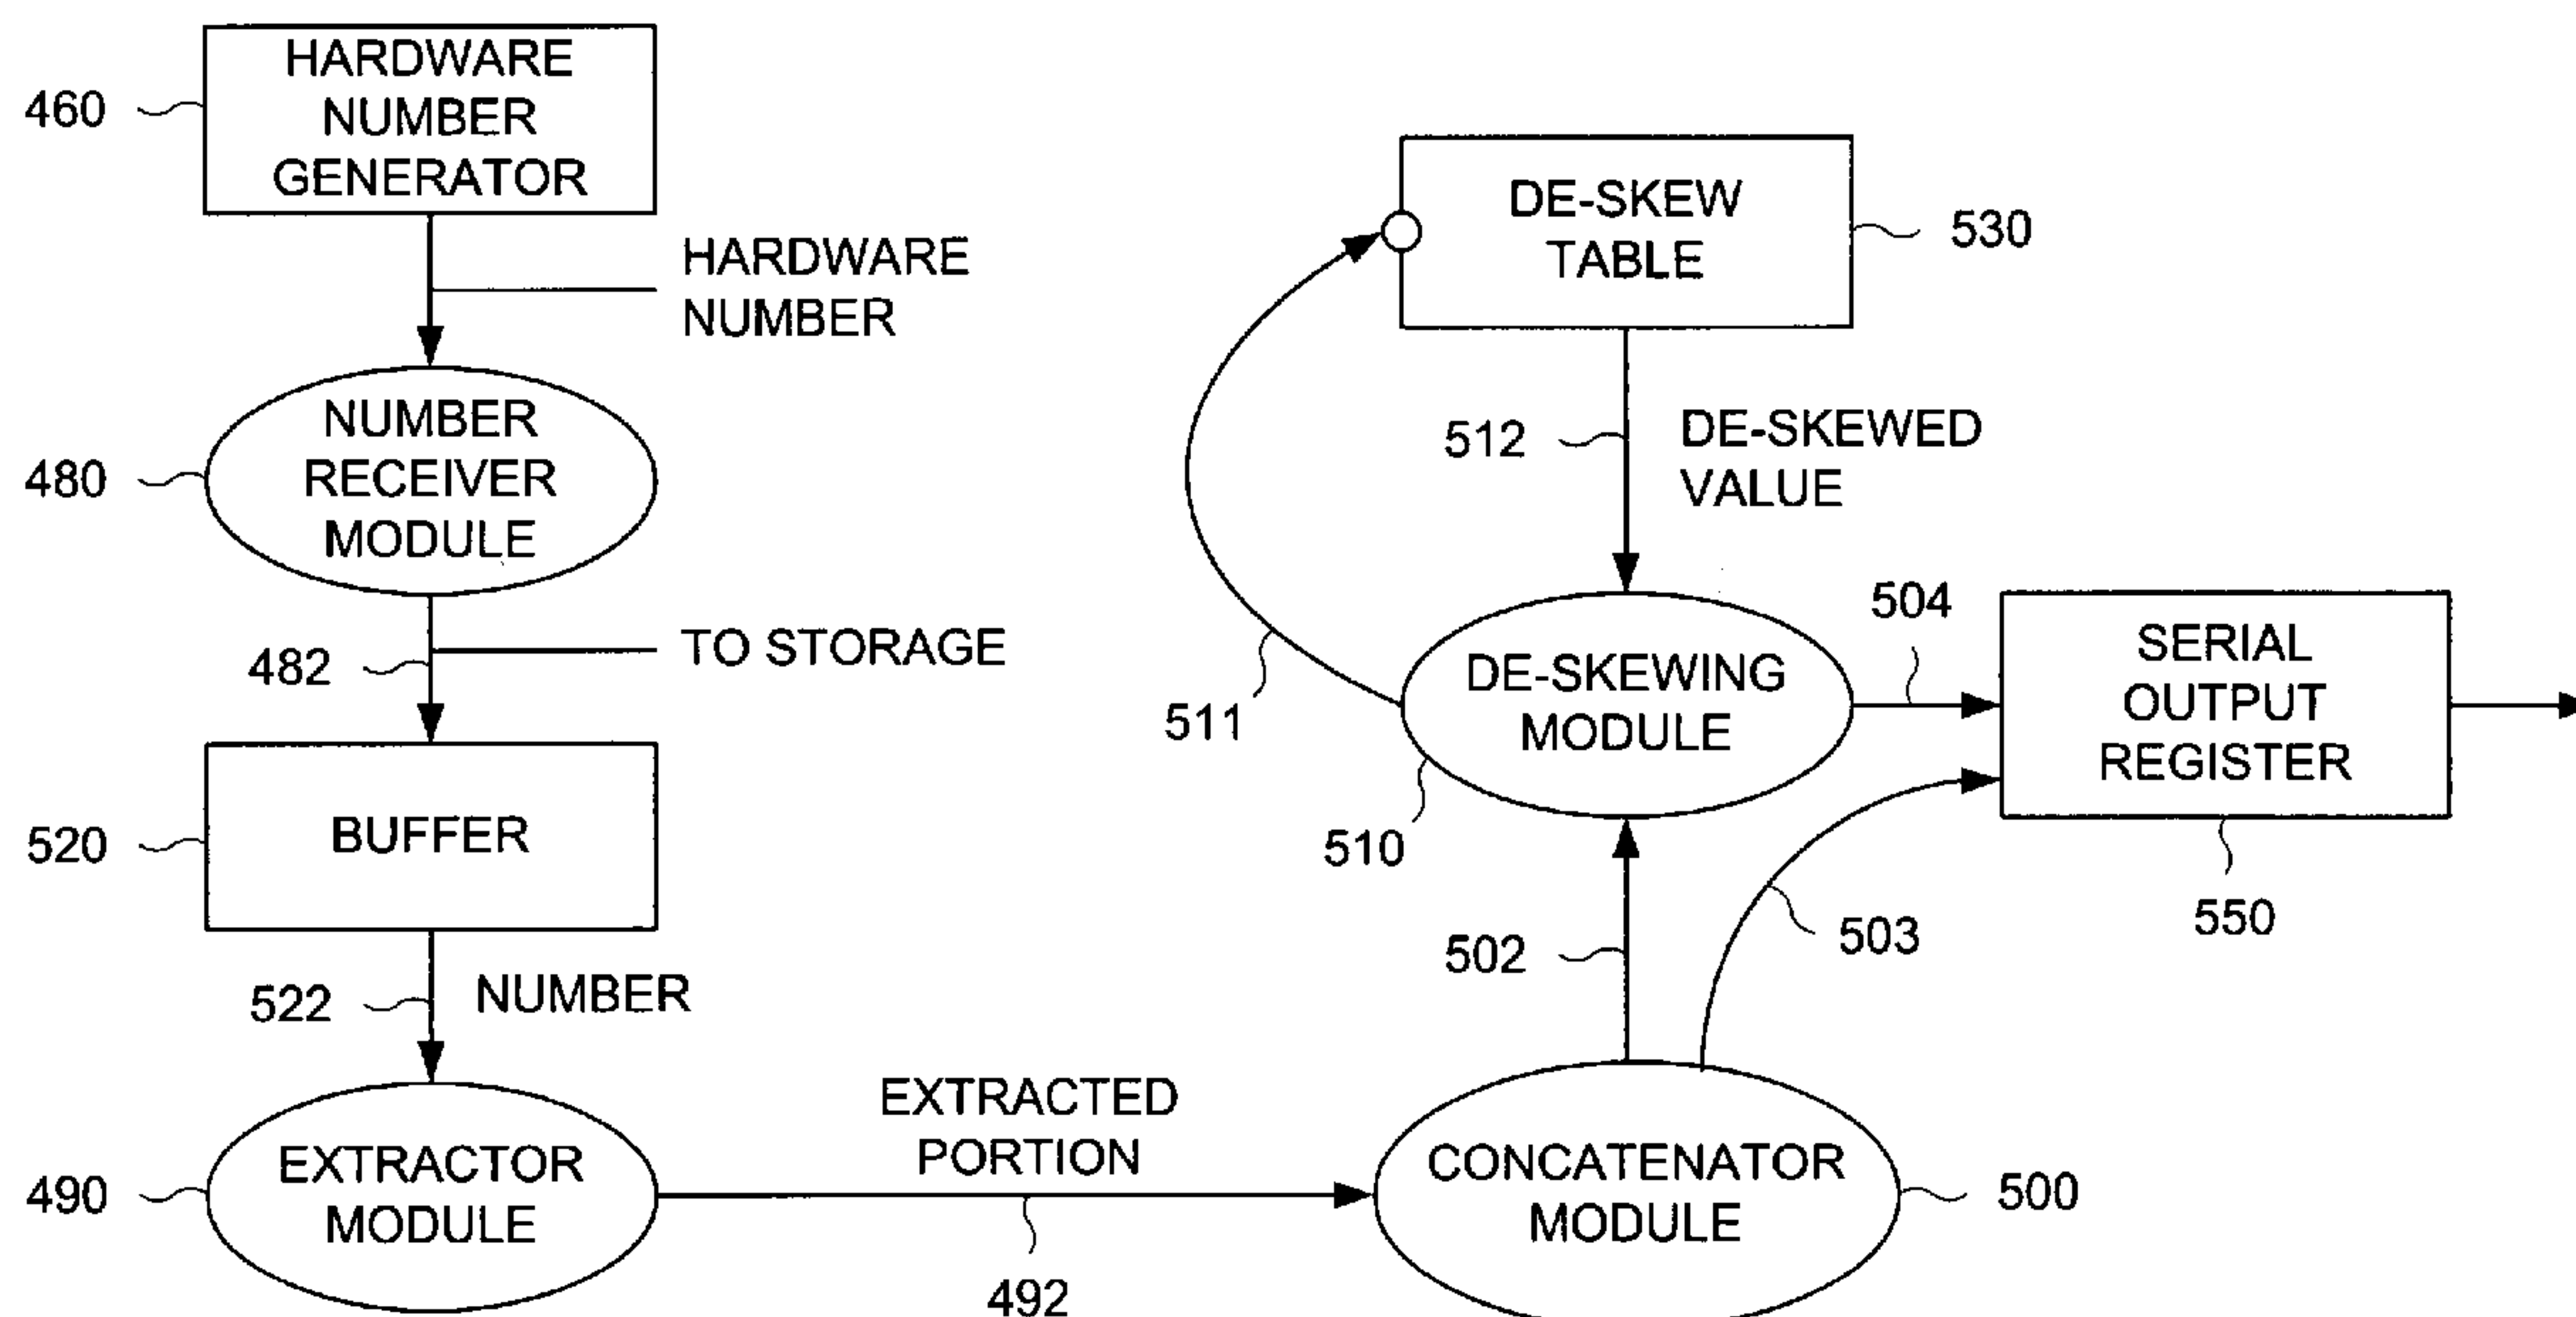 HARDWARE
NUMBER
GENERATOR
460
HARDWARE
NUMBER
NUMBER
RECEIVER
MODULE
480
482
TO STORAGE
BUFFER
520
522
NUMBER
EXTRACTOR
MODULE
490
EXTRACTED
PORTION
492
CONCATENATOR
MODULE
500
502
503
DE-SKEWING
MODULE
510
511
DE-SKEW
TABLE
530
512
DE-SKEWED
VALUE
504
SERIAL
OUTPUT
REGISTER
550